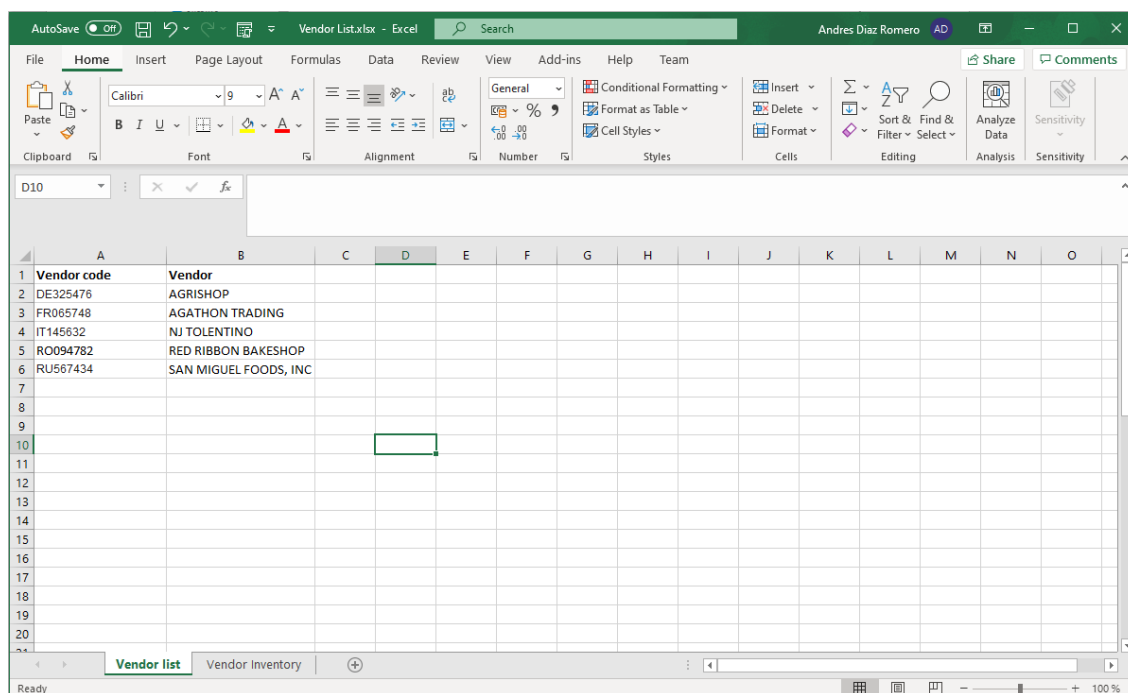 AutoSave Off Vendor List.xlsx - Excel Search Andres Diaz Romero AD
File Home Insert Page Layout Formulas Data Review View Add-ins Help Team Share Comments
Paste Calibri 9 A^ A˅ B I U A ab General % 9 Conditional Formatting Format as Table Cell Styles Insert Delete Format Sort & Filter Find & Select Analyze Data Sensitivity
Clipboard Font Alignment Number Styles Cells Editing Analysis Sensitivity
D10 fx
A B C D E F G H I J K L M N O
1 Vendor code Vendor
2 DE325476 AGRISHOP
3 FR065748 AGATHON TRADING
4 IT145632 NJ TOLENTINO
5 RO094782 RED RIBBON BAKESHOP
6 RU567434 SAN MIGUEL FOODS, INC
7
8
9
10
11
12
13
14
15
16
17
18
19
20
21
Vendor list Vendor Inventory
Ready 100 %